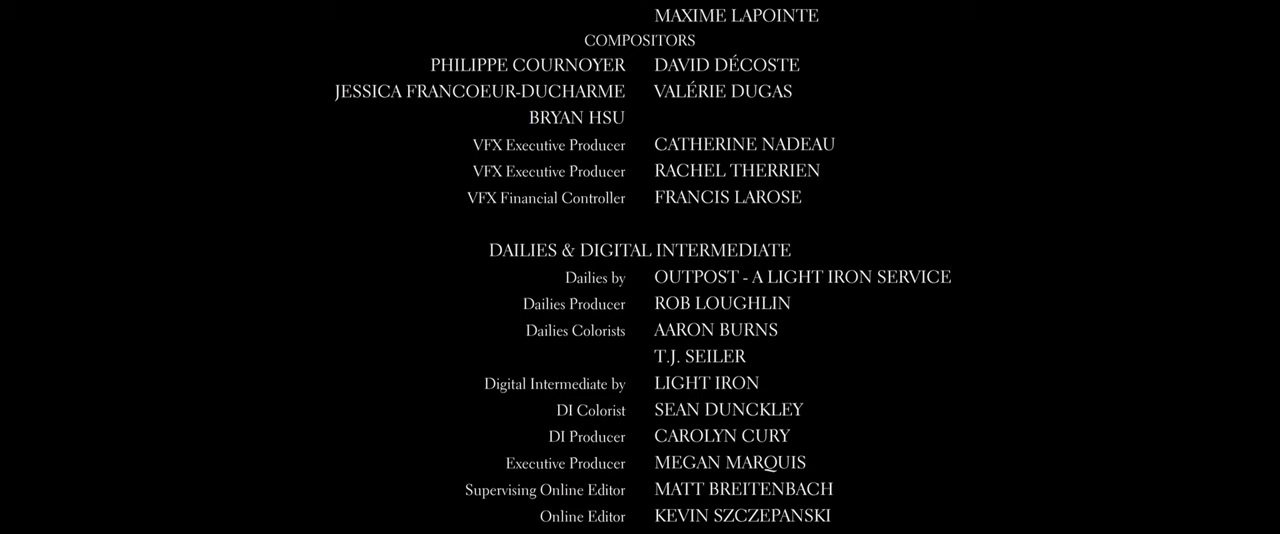 MAXIME LAPOINTE
COMPOSITORS
PHILIPPE COURNOYER DAVID DÉCOSTE
JESSICA FRANCOEUR-DUCHARME VALÉRIE DUGAS
BRYAN HSU
VFX Executive Producer CATHERINE NADEAU
VFX Executive Producer RACHEL THERRIEN
VFX Financial Controller FRANCIS LAROSE
DAILIES & DIGITAL INTERMEDIATE
Dailies by OUTPOST - A LIGHT IRON SERVICE
Dailies Producer ROB LOUGHLIN
Dailies Colorists AARON BURNS
T.J. SEILER
Digital Intermediate by LIGHT IRON
DI Colorist SEAN DUNCKLEY
DI Producer CAROLYN CURY
Executive Producer MEGAN MARQUIS
Supervising Online Editor MATT BREITENBACH
Online Editor KEVIN SZCZEPANSKI